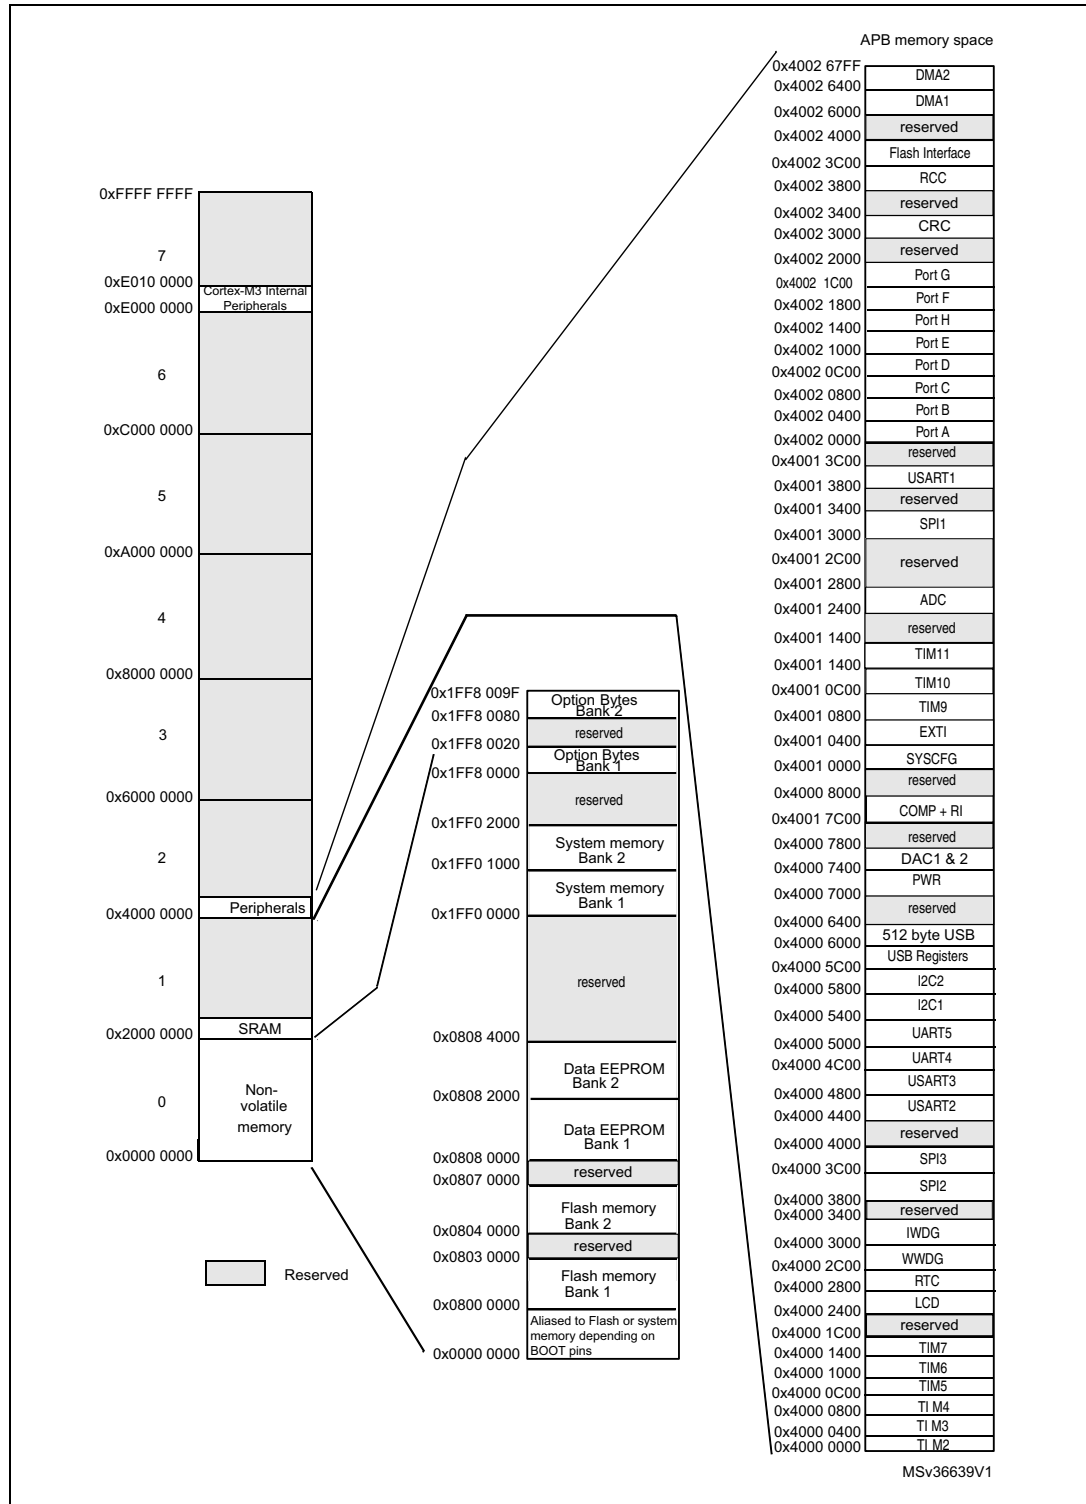 APB memory space
0xFFFF FFFF
7
0xE010 0000
Cortex-M3 Internal
Peripherals
0xE000 0000
6
0xC000 0000
5
0xA000 0000
4
0x8000 0000
3
0x6000 0000
2
0x4000 0000
Peripherals
1
0x2000 0000
SRAM
0
Non-
volatile
memory
0x0000 0000
Reserved
0x1FF8 009F
Option Bytes
Bank 2
0x1FF8 0080
reserved
0x1FF8 0020
Option Bytes
Bank 1
0x1FF8 0000
reserved
0x1FF0 2000
System memory
Bank 2
0x1FF0 1000
System memory
Bank 1
0x1FF0 0000
reserved
0x0808 4000
Data EEPROM
Bank 2
0x0808 2000
Data EEPROM
Bank 1
0x0808 0000
reserved
0x0807 0000
Flash memory
Bank 2
0x0804 0000
reserved
0x0803 0000
Flash memory
Bank 1
0x0800 0000
Aliased to Flash or system
memory depending on
BOOT pins
0x0000 0000
0x4002 67FF
DMA2
0x4002 6400
DMA1
0x4002 6000
reserved
0x4002 4000
Flash Interface
0x4002 3C00
RCC
0x4002 3800
reserved
0x4002 3400
CRC
0x4002 3000
reserved
0x4002 2000
Port G
0x4002 1C00
Port F
0x4002 1800
Port H
0x4002 1400
Port E
0x4002 1000
Port D
0x4002 0C00
Port C
0x4002 0800
Port B
0x4002 0400
Port A
0x4002 0000
reserved
0x4001 3C00
USART1
0x4001 3800
reserved
0x4001 3400
SPI1
0x4001 3000
0x4001 2C00
reserved
0x4001 2800
ADC
0x4001 2400
reserved
0x4001 1400
TIM11
0x4001 1400
TIM10
0x4001 0C00
TIM9
0x4001 0800
EXTI
0x4001 0400
SYSCFG
0x4001 0000
reserved
0x4000 8000
COMP + RI
0x4001 7C00
reserved
0x4000 7800
DAC1 & 2
0x4000 7400
PWR
0x4000 7000
reserved
0x4000 6400
512 byte USB
0x4000 6000
USB Registers
0x4000 5C00
I2C2
0x4000 5800
I2C1
0x4000 5400
UART5
0x4000 5000
UART4
0x4000 4C00
USART3
0x4000 4800
USART2
0x4000 4400
reserved
0x4000 4000
SPI3
0x4000 3C00
SPI2
0x4000 3800
reserved
0x4000 3400
IWDG
0x4000 3000
WWDG
0x4000 2C00
RTC
0x4000 2800
LCD
0x4000 2400
reserved
0x4000 1C00
TIM7
0x4000 1400
TIM6
0x4000 1000
TIM5
0x4000 0C00
TI M4
0x4000 0800
TI M3
0x4000 0400
TI M2
0x4000 0000
MSv36639V1